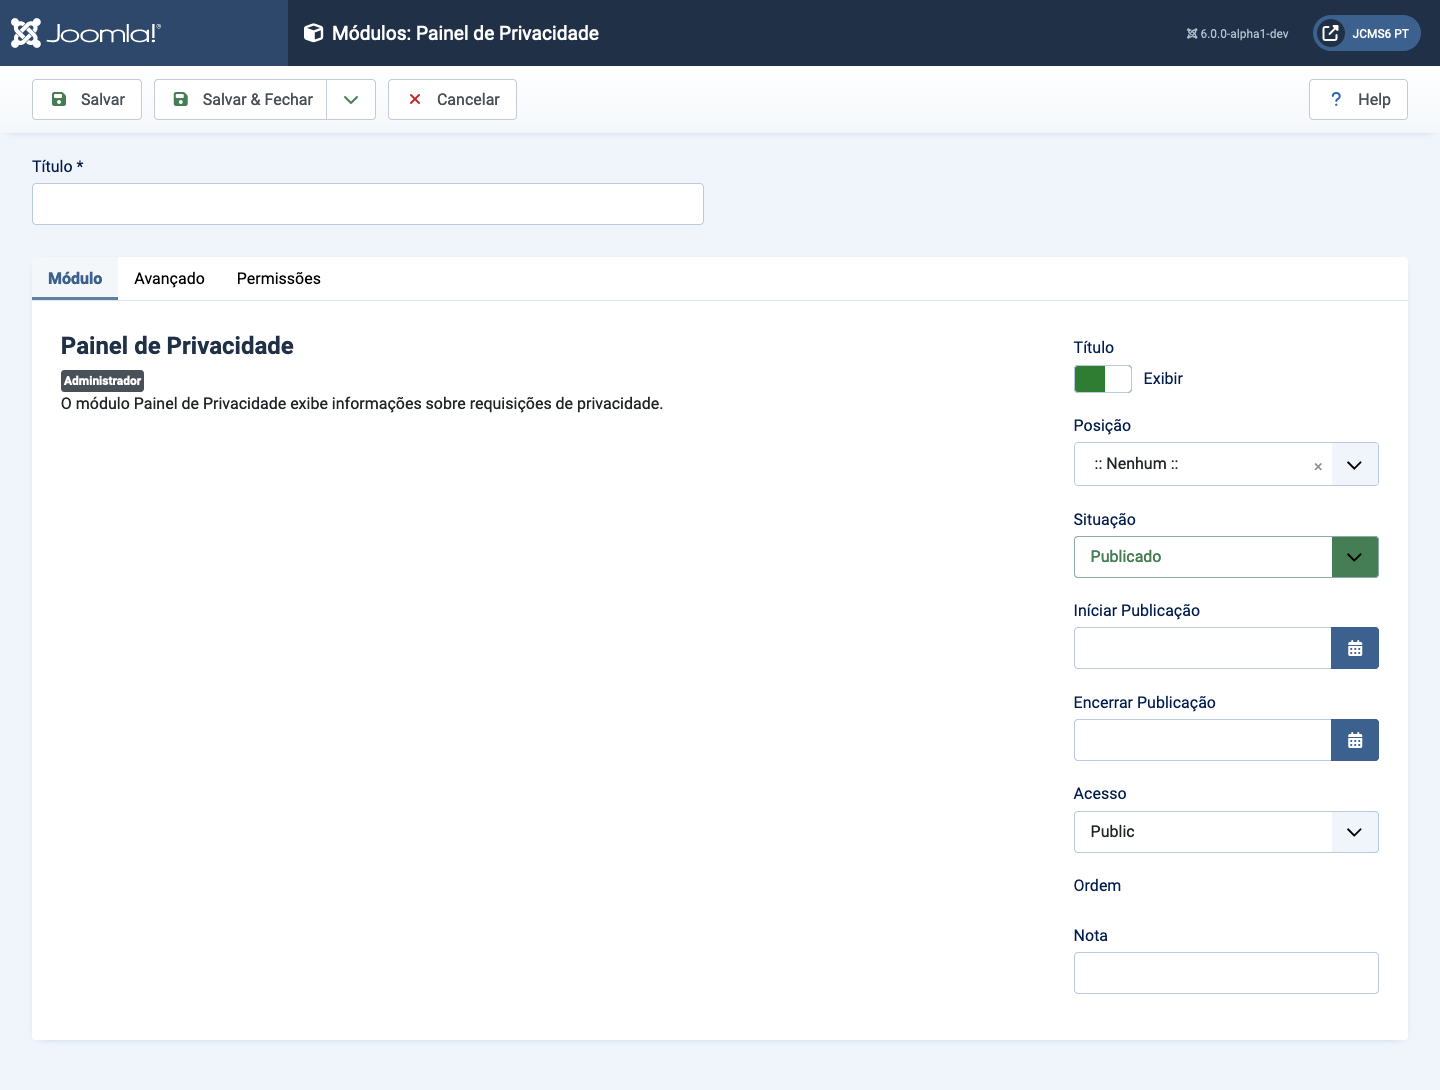 Joomla!®
Módulos: Painel de Privacidade
6.0.0-alpha1-dev
JCMS6 PT
Salvar
Salvar & Fechar
Cancelar
? Help
Título *
Módulo
Avançado
Permissões
Painel de Privacidade
Administrador
O módulo Painel de Privacidade exibe informações sobre requisições de privacidade.
Título
Exibir
Posição
:: Nenhum ::
Situação
Publicado
Iníciar Publicação
Encerrar Publicação
Acesso
Public
Ordem
Nota